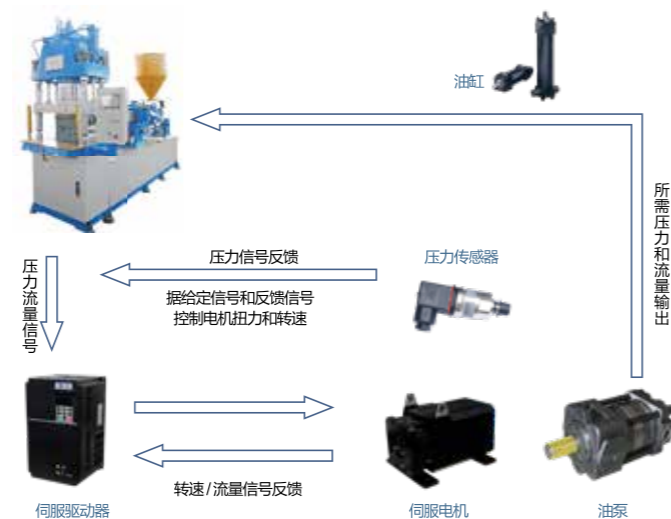 油缸
所需压力和流量输出
压力信号反馈
压力传感器
压力流量信号
据给定信号和反馈信号
控制电机扭力和转速
转速/流量信号反馈
伺服驱动器
伺服电机
油泵